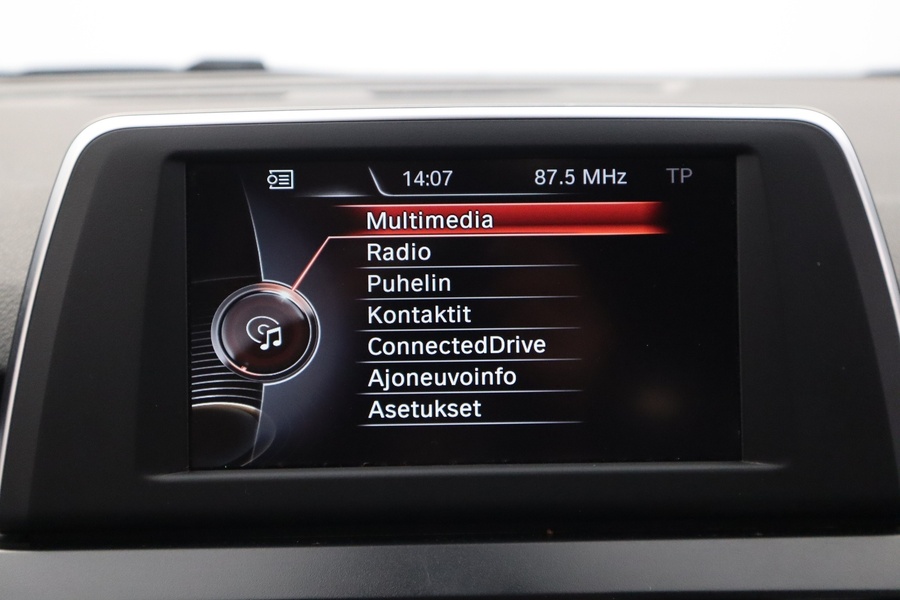 14:07 87.5 MHz TP
Multimedia
Radio
Puhelin
Kontaktit
ConnectedDrive
Ajoneuvoinfo
Asetukset